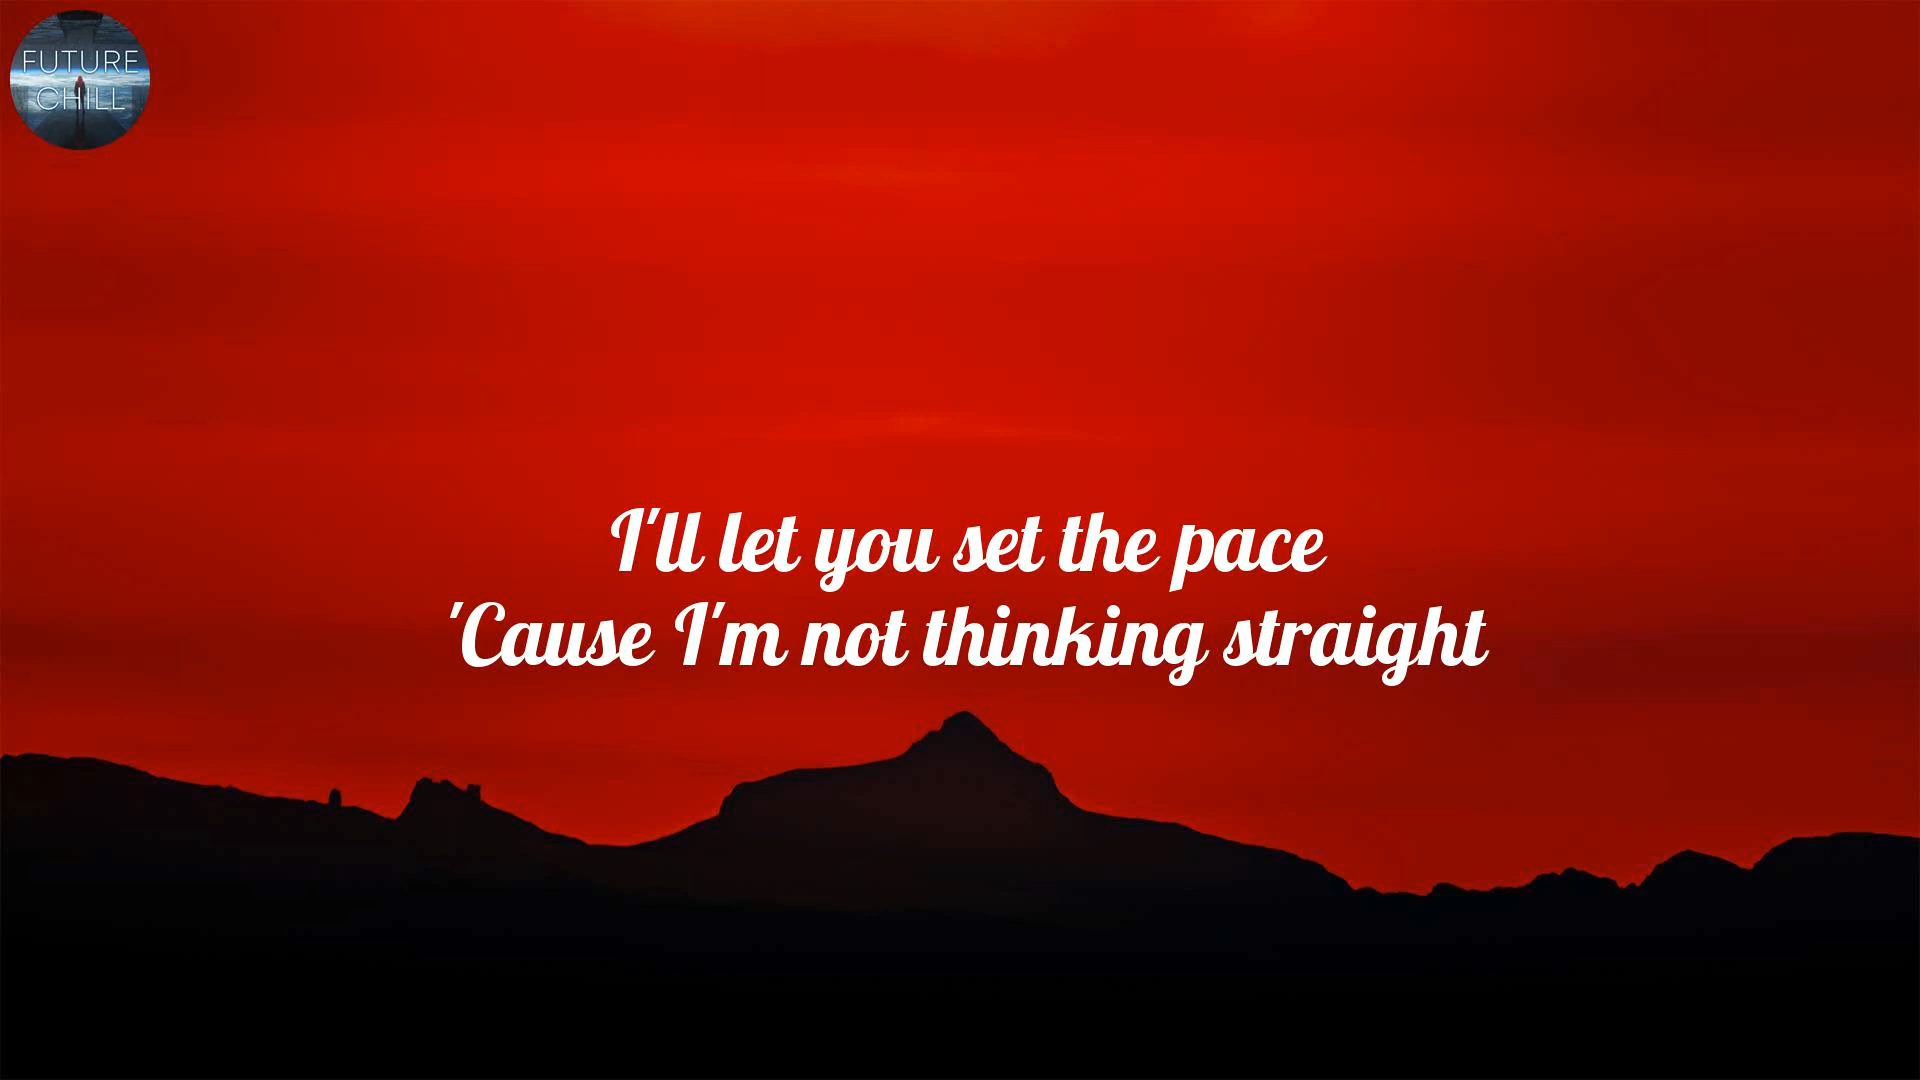 FUTURE
CHILL
I'll let you set the pace
'Cause I'm not thinking straight